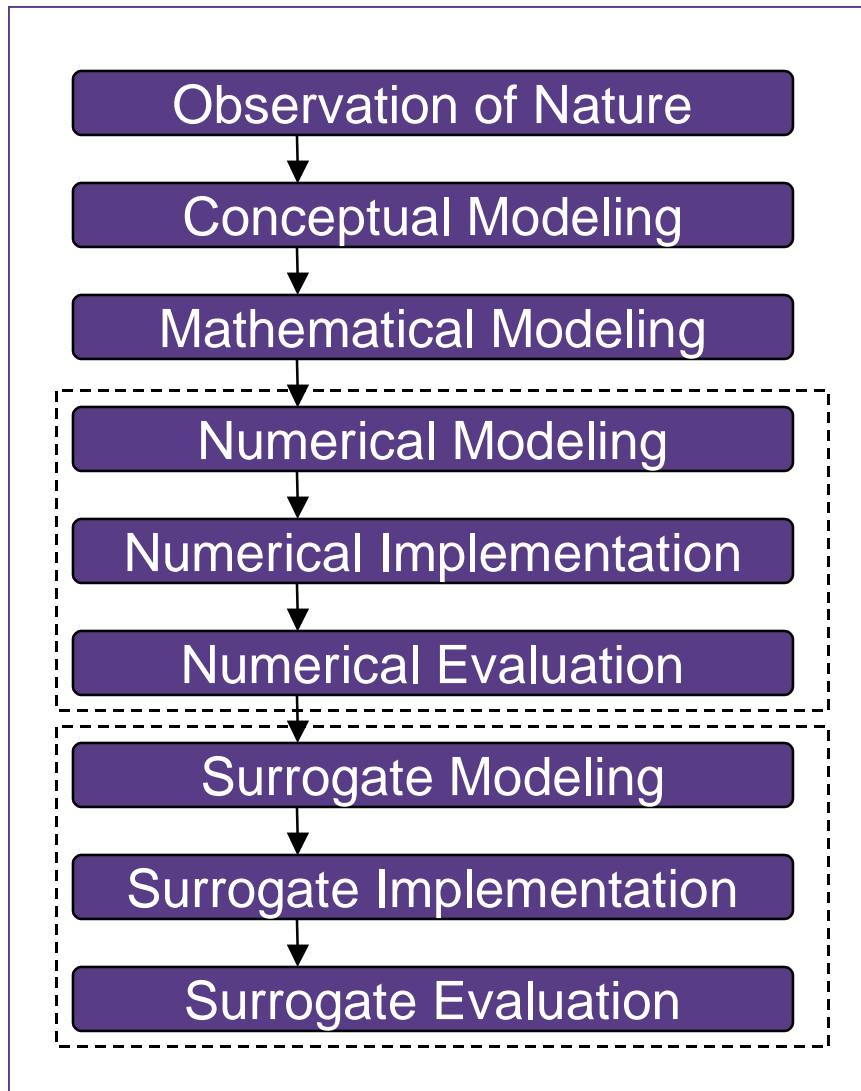 Observation of Nature
Conceptual Modeling
Mathematical Modeling
Numerical Modeling
Numerical Implementation
Numerical Evaluation
Surrogate Modeling
Surrogate Implementation
Surrogate Evaluation